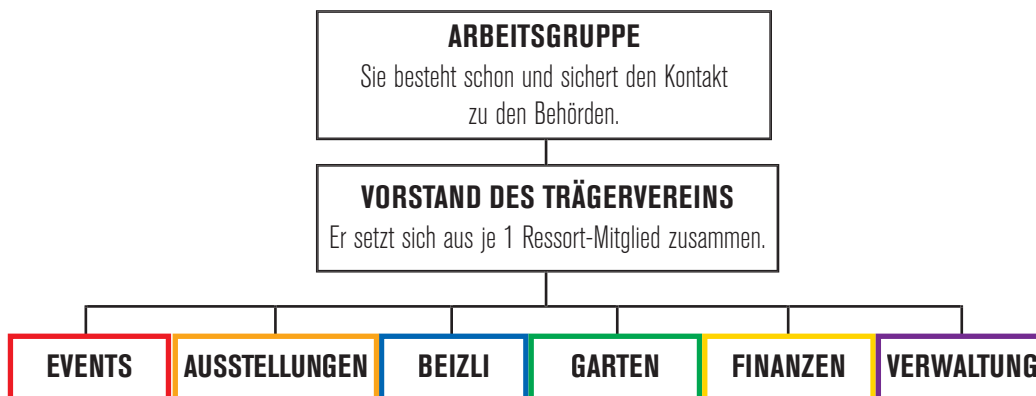 ARBEITSGRUPPE
Sie besteht schon und sichert den Kontakt
zu den Behörden.
VORSTAND DES TRÄGERVEREINS
Er setzt sich aus je 1 Ressort-Mitglied zusammen.
EVENTS
AUSSTELLUNGEN
BEIZLI
GARTEN
FINANZEN
VERWALTUNG